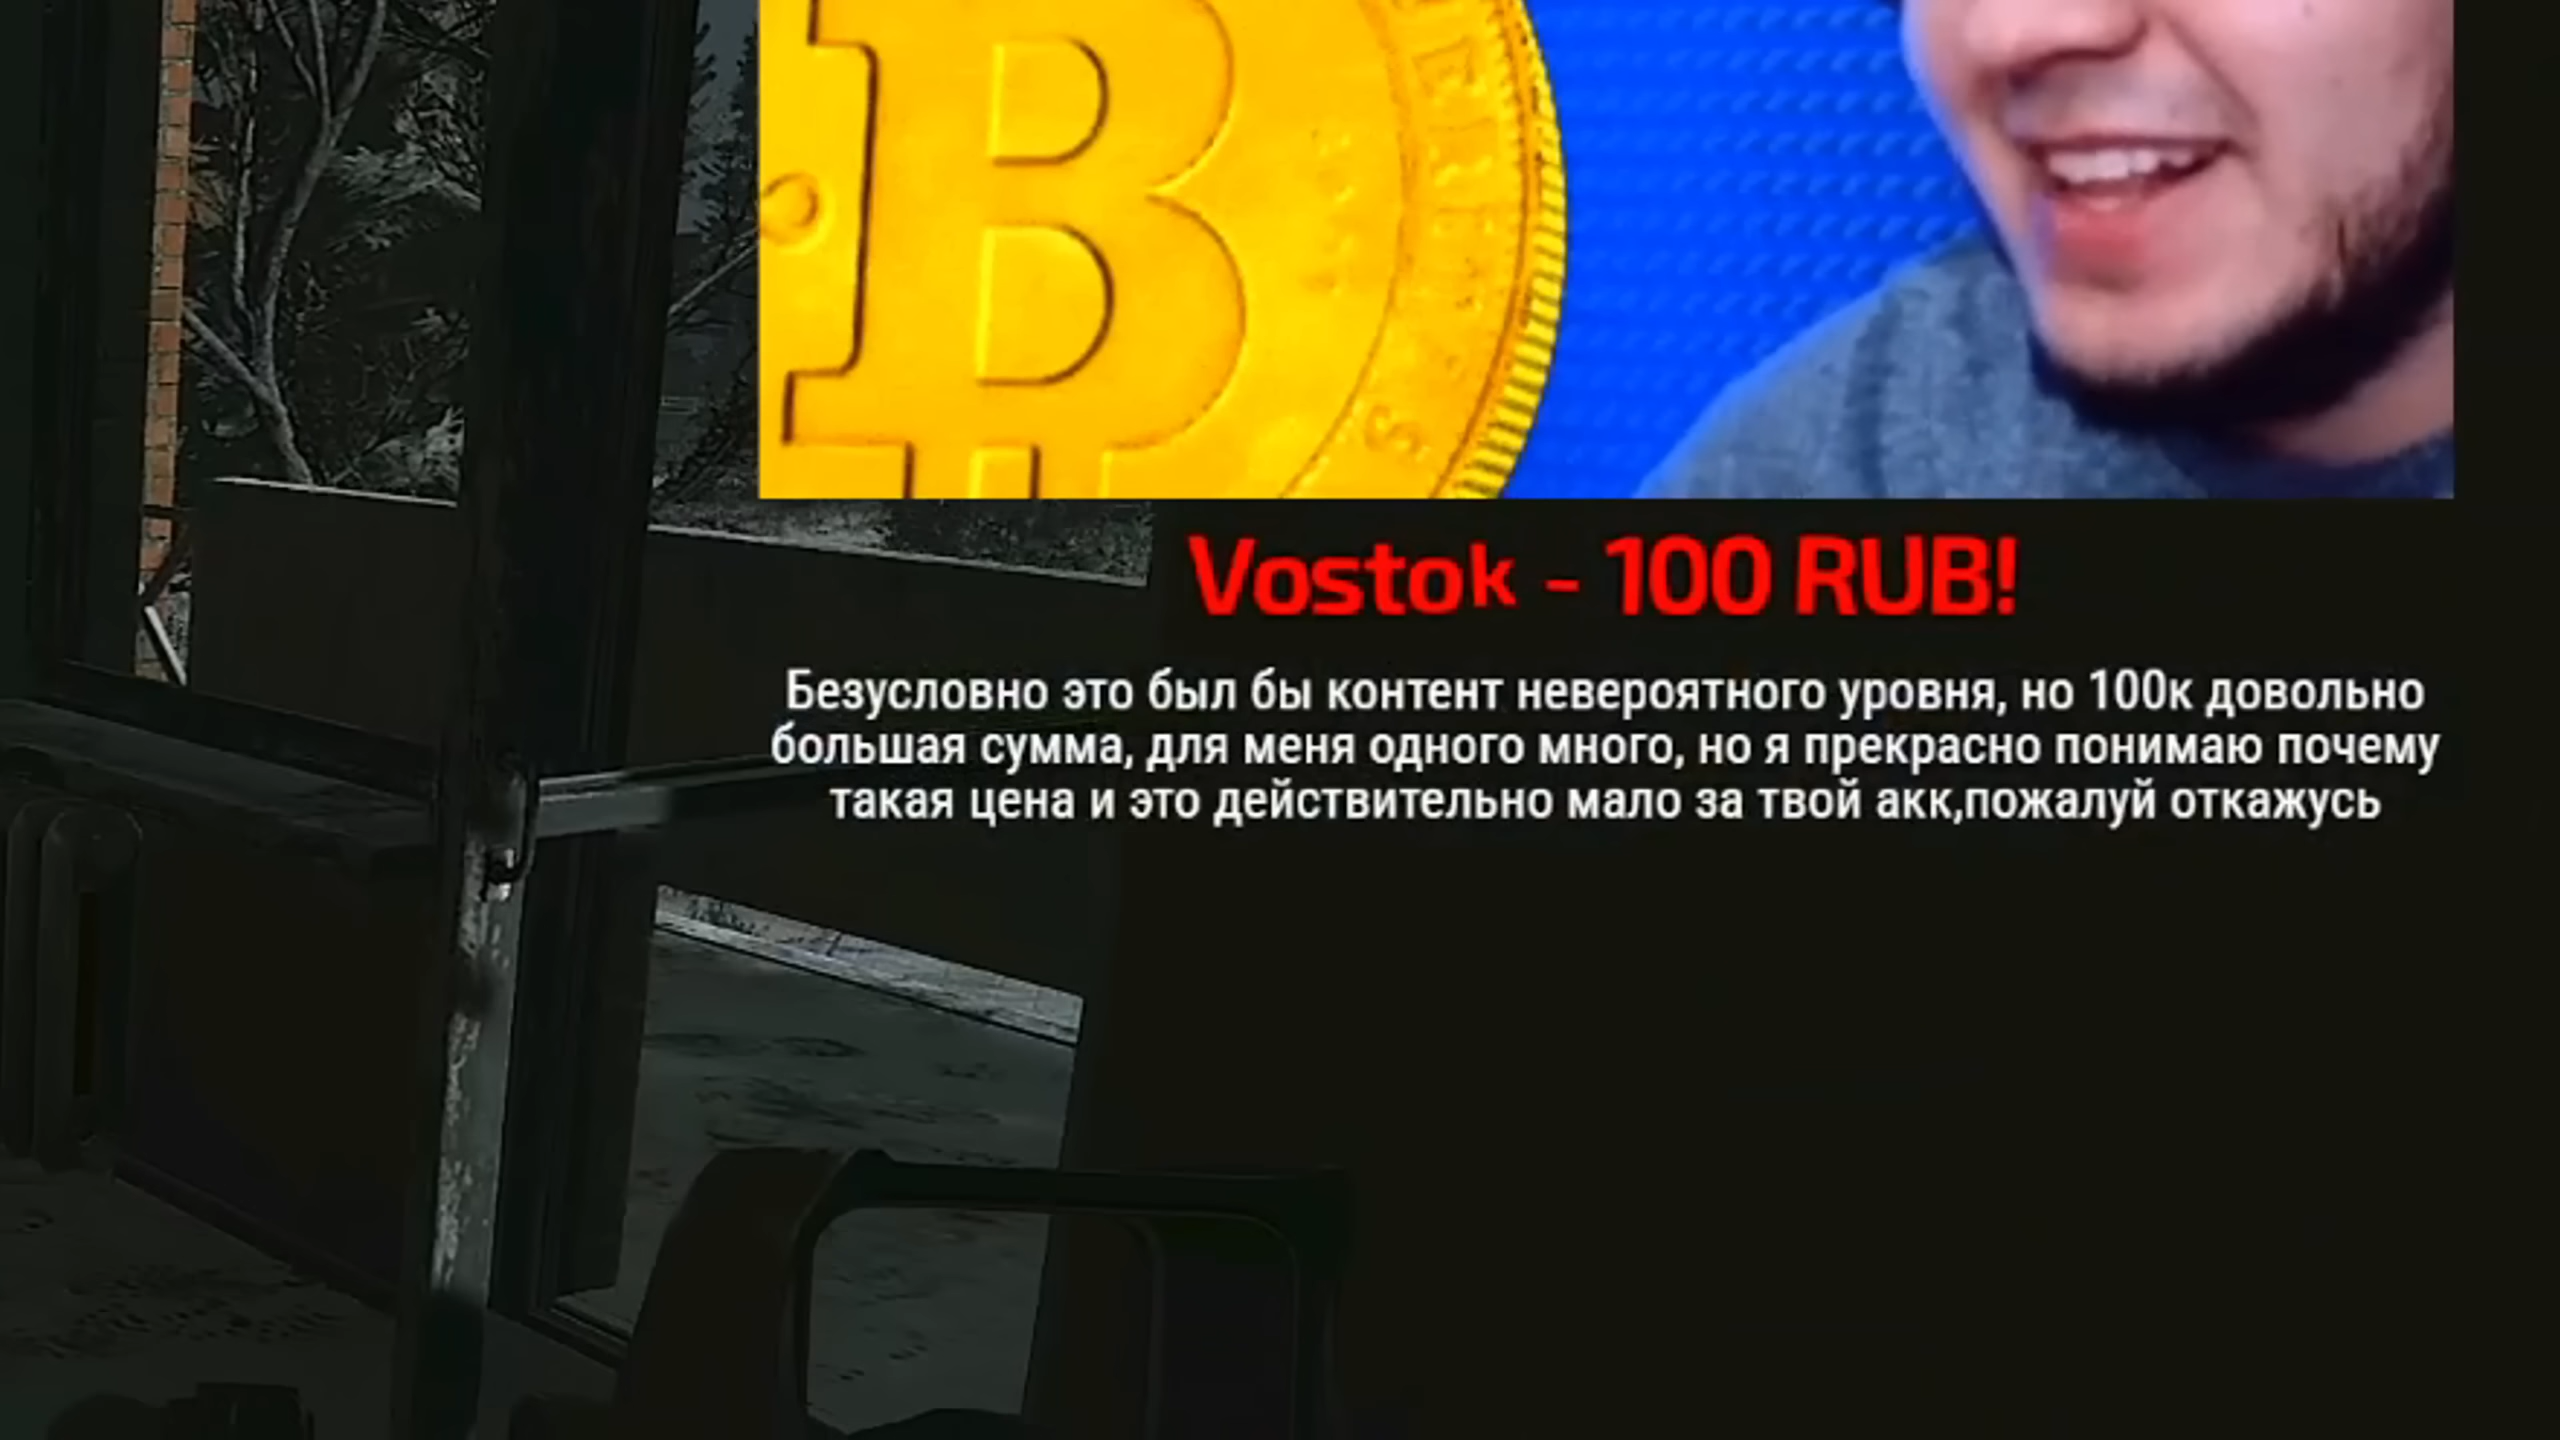 Vostok - 100 RUB!
Безусловно это был бы контент невероятного уровня, но 100к довольно
большая сумма, для меня одного много, но я прекрасно понимаю почему
такая цена и это действительно мало за твой акк,пожалуй откажусь